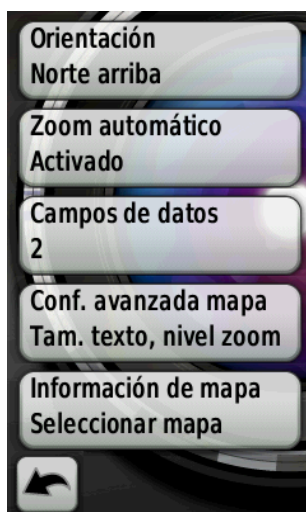 Orientación
Norte arriba
Zoom automático
Activado
Campos de datos
2
Conf. avanzada mapa
Tam. texto, nivel zoom
Información de mapa
Seleccionar mapa